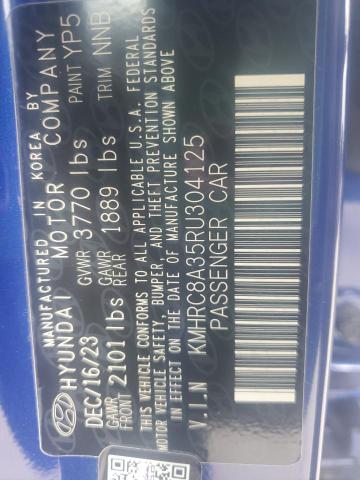 MANUFACTURED IN KOREA BY
HYUNDAI MOTOR COMPANY
DEC/16/23 GVWR 3770 lbs PAINT YP5
GAWR FRONT 2101 lbs GAWR REAR 1889 lbs TRIM NNB
THIS VEHICLE CONFORMS TO ALL APPLICABLE U.S.A. FEDERAL
MOTOR VEHICLE SAFETY, BUMPER, AND THEFT PREVENTION STANDARDS
IN EFFECT ON THE DATE OF MANUFACTURE SHOWN ABOVE
V.I.N KMHRC8A35RU304125
PASSENGER CAR